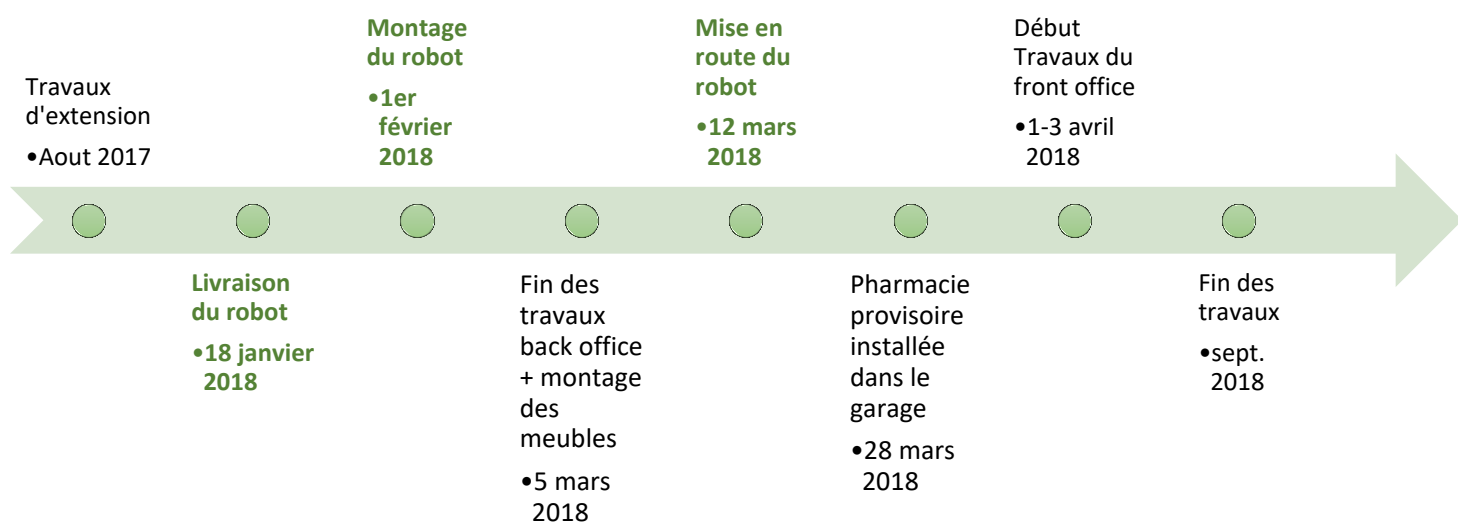 Travaux
d'extension
•Aout 2017
Livraison
du robot
•18 janvier
2018
Montage
du robot
•1er
février
2018
Fin des
travaux
back office
+ montage
des
meubles
•5 mars
2018
Mise en
route du
robot
•12 mars
2018
Pharmacie
provisoire
installée
dans le
garage
•28 mars
2018
Début
Travaux du
front office
•1-3 avril
2018
Fin des
travaux
•sept.
2018